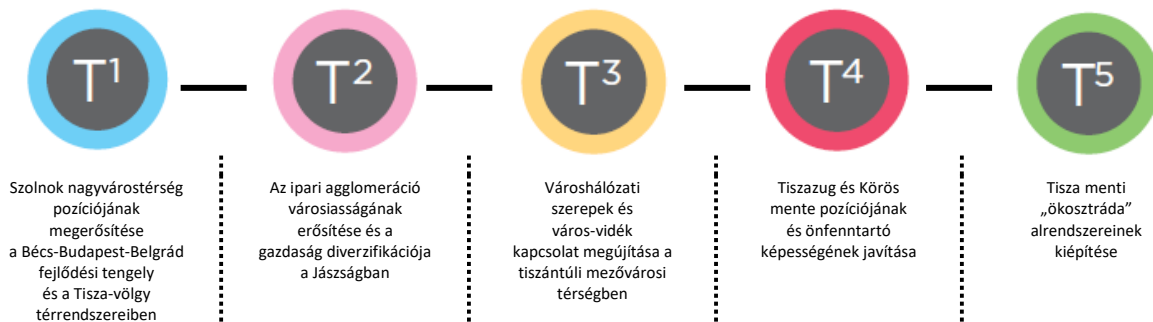 T1
Szolnok nagyvárostérség
pozíciójának
megerősítése
a Bécs-Budapest-Belgrád
fejlődési tengely
és a Tisza-völgy
térrendszereiben
T2
Az ipari agglomeráció
városiasságának
erősítése és a
gazdaság diverzifikációja
a Jászságban
T3
Városhálózati
szerepek és
város-vidék
kapcsolat megújítása a
tiszántúli mezővárosi
térségben
T4
Tiszazug és Körös
mente pozíciójának
és önfenntartó
képességének javítása
T5
Tisza menti
„ökosztráda”
alrendszereinek
kiépítése